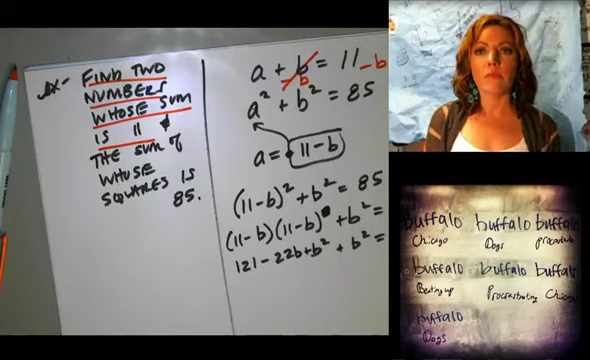 Ex- FIND TWO
NUMBERS
WHOSE SUM
IS 11 &
THE SUM OF
WHOSE
SQUARES IS
85.
a + b = 11 - b
- b
a² + b² = 85
a = 11 - b
(11-b)² + b² = 85
(11-b)(11-b) + b² =
121 - 22b + b² + b² =
buffalo buffalo buffalo
Chicago Dogs
buffalo buffalo buffalo
Beating up Procrastinating Chicago
buffalo
Dogs